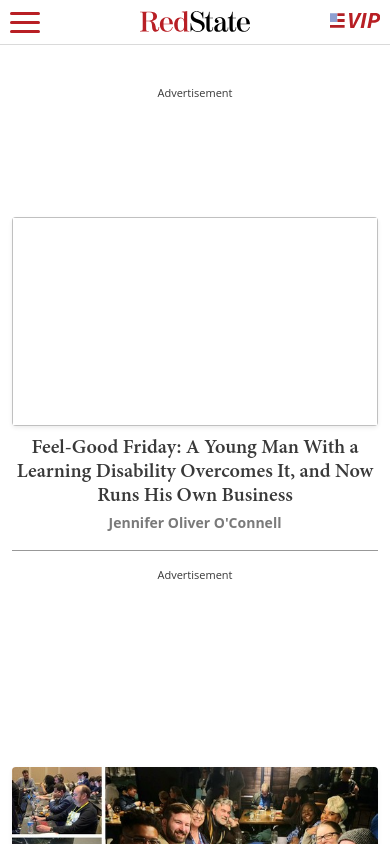 RedState
VIP
Advertisement
Feel-Good Friday: A Young Man With a
Learning Disability Overcomes It, and Now
Runs His Own Business
Jennifer Oliver O'Connell
Advertisement